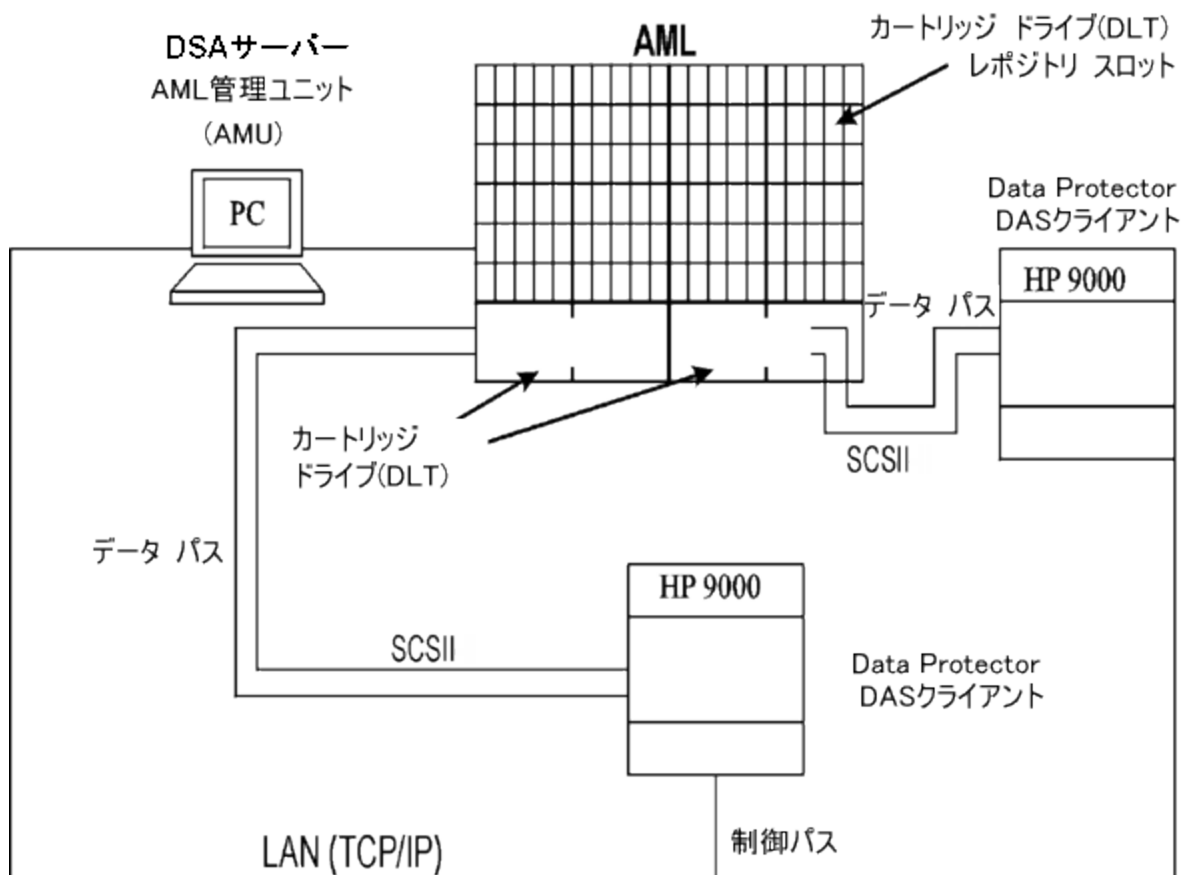 DSAサーバー
AML管理ユニット
(AMU)
PC
AML
カートリッジ ドライブ(DLT)
レポジトリ スロット
Data Protector
DASクライアント
HP 9000
データ パス
SCSII
カートリッジ
ドライブ(DLT)
データ パス
SCSII
HP 9000
Data Protector
DASクライアント
LAN (TCP/IP)
制御パス